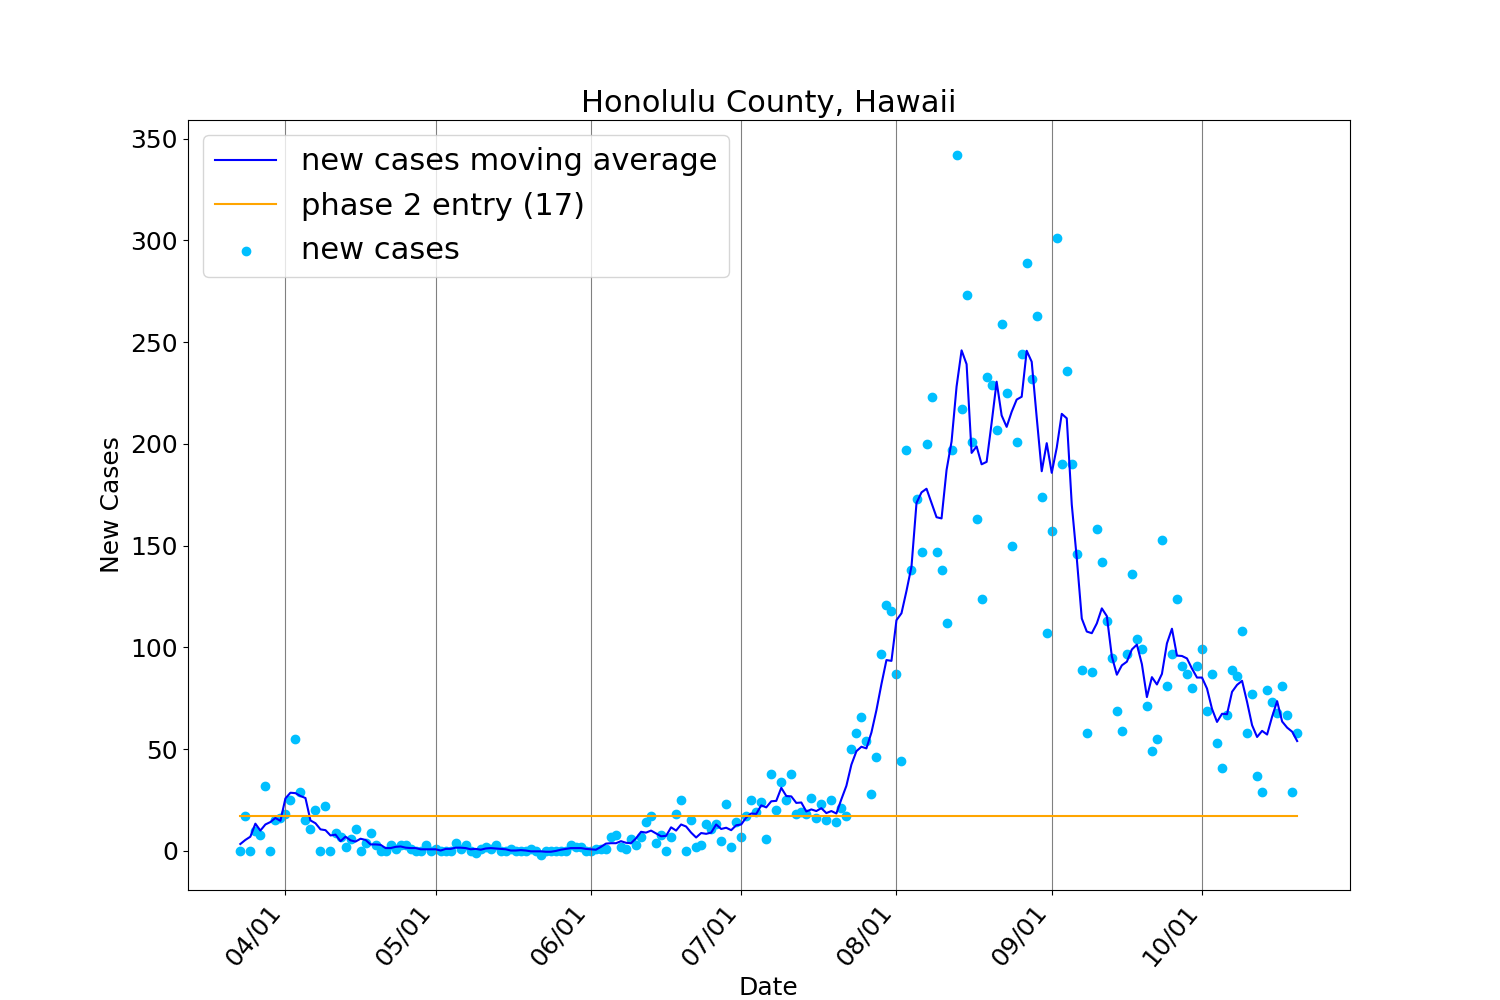 Honolulu County, Hawaii
new cases moving average
phase 2 entry (17)
new cases
350
300
250
200
150
100
50
0
New Cases
04/01
05/01
06/01
07/01
08/01
09/01
10/01
Date